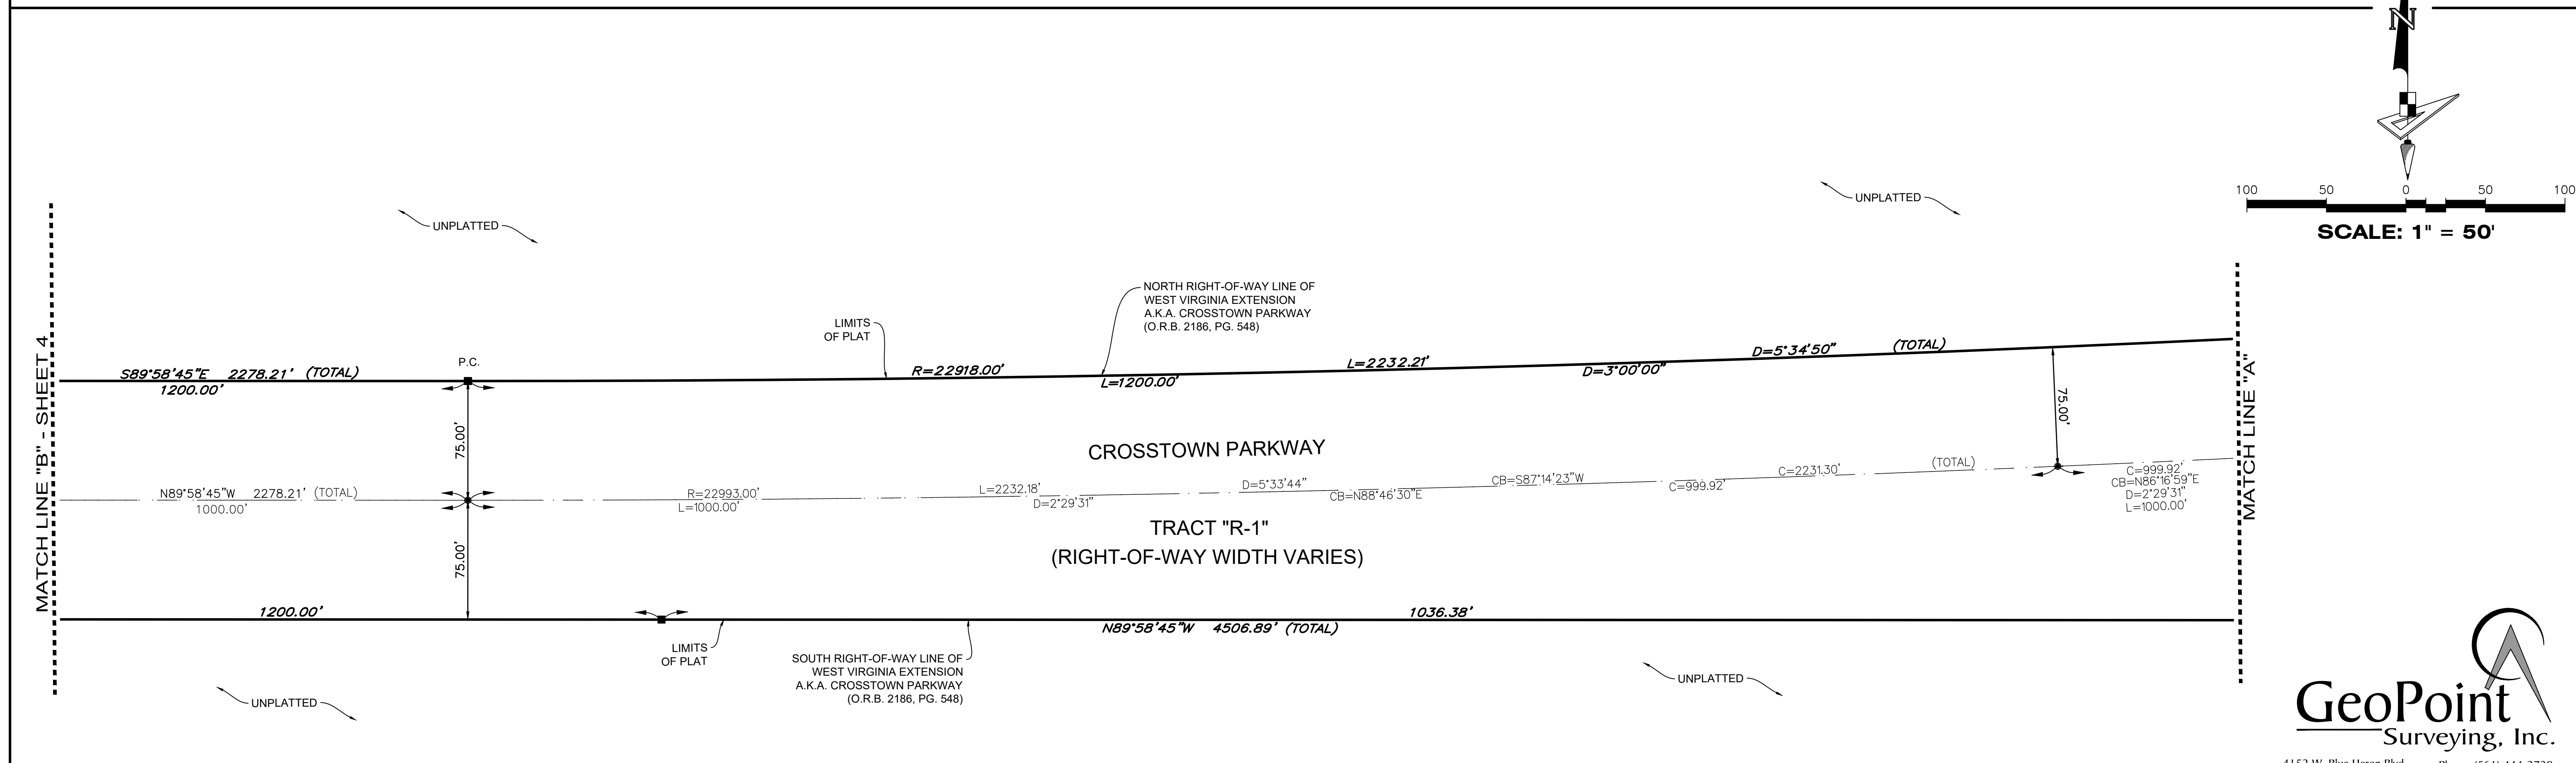 N
100 50 0 50 100
SCALE: 1" = 50'
UNPLATTED
UNPLATTED
NORTH RIGHT-OF-WAY LINE OF
WEST VIRGINIA EXTENSION
A.K.A. CROSSTOWN PARKWAY
(O.R.B. 2186, PG. 548)
LIMITS
OF PLAT
MATCH LINE "B" - SHEET 4
S89°58'45"E 2278.21' (TOTAL)
1200.00'
P.C.
R=22918.00'
L=1200.00'
L=2232.21'
D=3°00'00"
D=5°34'50"
(TOTAL)
75.00'
75.00'
MATCH LINE "A"
CROSSTOWN PARKWAY
N89°58'45"W 2278.21' (TOTAL)
1000.00'
R=22993.00'
L=1000.00'
L=2232.18'
D=2°29'31"
D=5°33'44"
CB=N88°46'30"E
CB=S87°14'23"W
C=999.92'
C=2231.30'
(TOTAL)
C=999.92'
CB=N86°16'59"E
D=2°29'31"
L=1000.00'
TRACT "R-1"
(RIGHT-OF-WAY WIDTH VARIES)
75.00'
1200.00'
1036.38'
N89°58'45"W 4506.89' (TOTAL)
LIMITS
OF PLAT
SOUTH RIGHT-OF-WAY LINE OF
WEST VIRGINIA EXTENSION
A.K.A. CROSSTOWN PARKWAY
(O.R.B. 2186, PG. 548)
UNPLATTED
UNPLATTED
GeoPoint
Surveying, Inc.